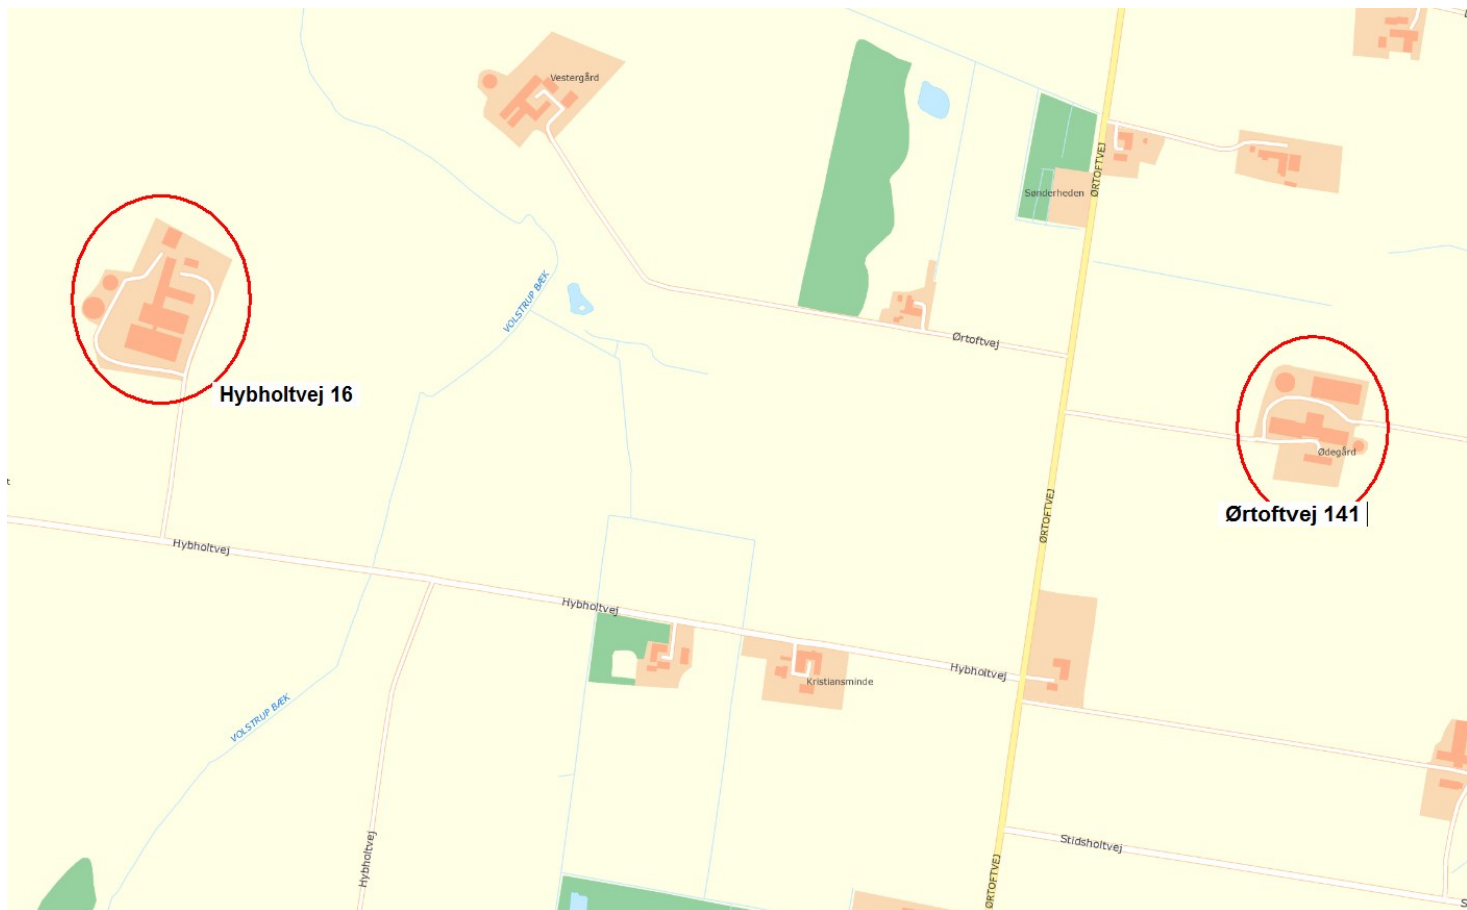 Vestergård
ØRTOFTVEJ
Sønderheden
VOLSTRUP BÆK
Ørtoftvej
Hybholtvej 16
Ødegård
t
Ørtoftvej 141
ØRTOFTVEJ
Hybholtvej
Hybholtvej
Hybholtvej
Kristiansminde
VOLSTRUP BÆK
Hybholtvej
Stidsholtvej
ØRTOFTVEJ
S